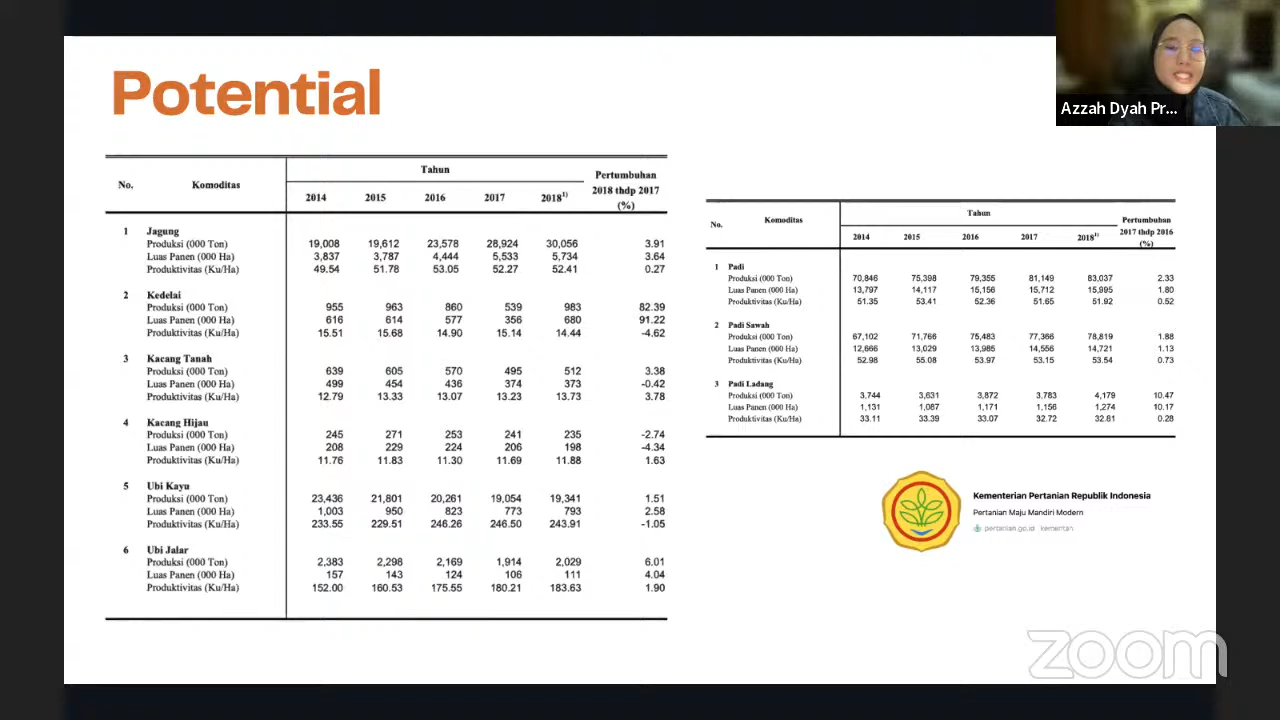 Potential
Azzah Dyah Pr...
No. Komoditas Tahun Pertumbuhan 2018 thdp 2017 (%)
2014 2015 2016 2017 2018¹⁾
1 Jagung
Produksi (000 Ton) 19,008 19,612 23,578 28,924 30,056 3.91
Luas Panen (000 Ha) 3,837 3,787 4,444 5,533 5,734 3.64
Produktivitas (Ku/Ha) 49.54 51.78 53.05 52.27 52.41 0.27
2 Kedelai
Produksi (000 Ton) 955 963 860 539 983 82.39
Luas Panen (000 Ha) 616 614 577 356 680 91.22
Produktivitas (Ku/Ha) 15.51 15.68 14.90 15.14 14.44 -4.62
3 Kacang Tanah
Produksi (000 Ton) 639 605 570 495 512 3.38
Luas Panen (000 Ha) 499 454 436 374 373 -0.42
Produktivitas (Ku/Ha) 12.79 13.33 13.07 13.23 13.73 3.78
4 Kacang Hijau
Produksi (000 Ton) 245 271 253 241 235 -2.74
Luas Panen (000 Ha) 208 229 224 206 198 -4.34
Produktivitas (Ku/Ha) 11.76 11.83 11.30 11.69 11.88 1.63
5 Ubi Kayu
Produksi (000 Ton) 23,436 21,801 20,261 19,054 19,341 1.51
Luas Panen (000 Ha) 1,003 950 823 773 793 2.58
Produktivitas (Ku/Ha) 233.55 229.51 246.26 246.50 243.91 -1.05
6 Ubi Jalar
Produksi (000 Ton) 2,383 2,298 2,169 1,914 2,029 6.01
Luas Panen (000 Ha) 157 143 124 106 111 4.04
Produktivitas (Ku/Ha) 152.00 160.53 175.55 180.21 183.63 1.90
No. Komoditas Tahun Pertumbuhan 2017 thdp 2016 (%)
2014 2015 2016 2017 2018¹⁾
1 Padi
Produksi (000 Ton) 70,846 75,398 79,355 81,149 83,037 2.33
Luas Panen (000 Ha) 13,797 14,117 15,156 15,712 15,995 1.80
Produktivitas (Ku/Ha) 51.35 53.41 52.36 51.65 51.92 0.52
2 Padi Sawah
Produksi (000 Ton) 67,102 71,766 75,483 77,366 78,819 1.88
Luas Panen (000 Ha) 12,666 13,029 13,985 14,556 14,721 1.13
Produktivitas (Ku/Ha) 52.98 55.08 53.97 53.15 53.54 0.73
3 Padi Ladang
Produksi (000 Ton) 3,744 3,631 3,872 3,783 4,179 10.47
Luas Panen (000 Ha) 1,131 1,087 1,171 1,156 1,274 10.17
Produktivitas (Ku/Ha) 33.11 33.39 33.07 32.72 32.81 0.28
Kementerian Pertanian Republik Indonesia
Pertanian Maju Mandiri Modern
pertanian.go.id kementan
zoom